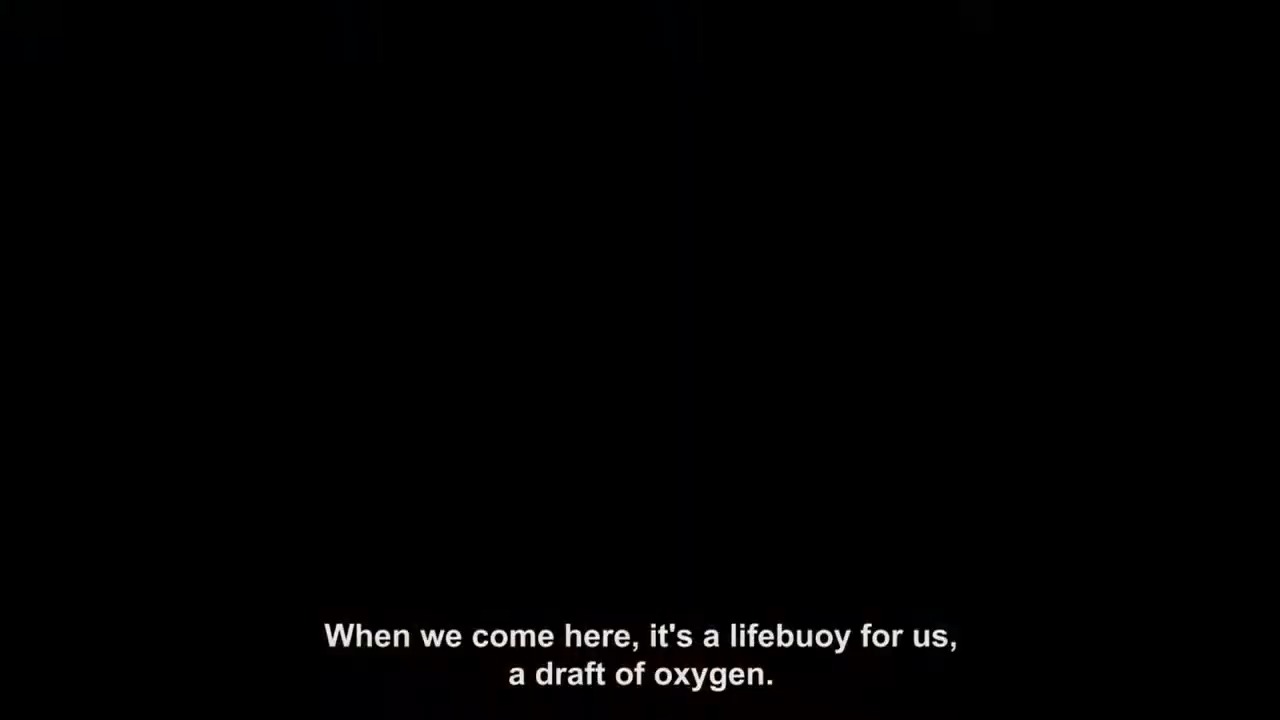 When we come here, it's a lifebuoy for us,
a draft of oxygen.